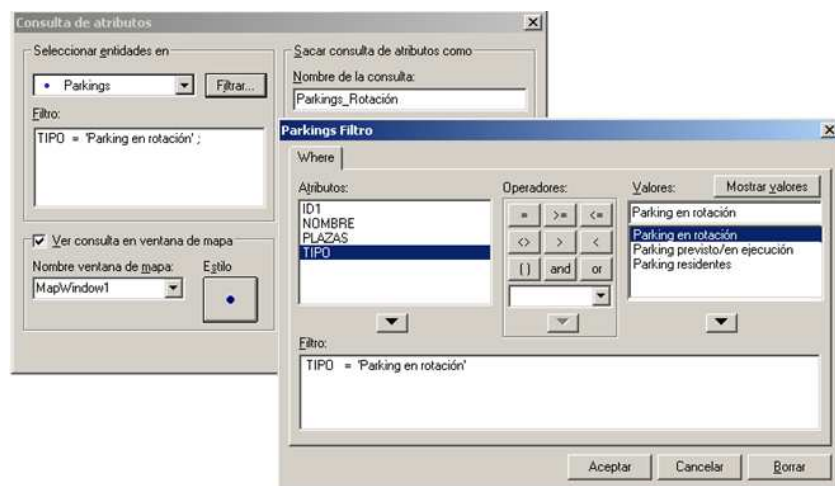 Consulta de atributos
Seleccionar entidades en
Parkings
Filtrar...
Filtro:
TIPO = 'Parking en rotación' ;
Ver consulta en ventana de mapa
Nombre ventana de mapa:
Estilo
MapWindow1
Sacar consulta de atributos como
Nombre de la consulta:
Parkings_Rotación
Parkings Filtro
Where
Atributos:
ID1
NOMBRE
PLAZAS
TIPO
Operadores:
= >= <=
<> > <
( ) and or
Valores:
Mostrar valores
Parking en rotación
Parking en rotación
Parking previsto/en ejecución
Parking residentes
Filtro:
TIPO = 'Parking en rotación'
Aceptar
Cancelar
Borrar